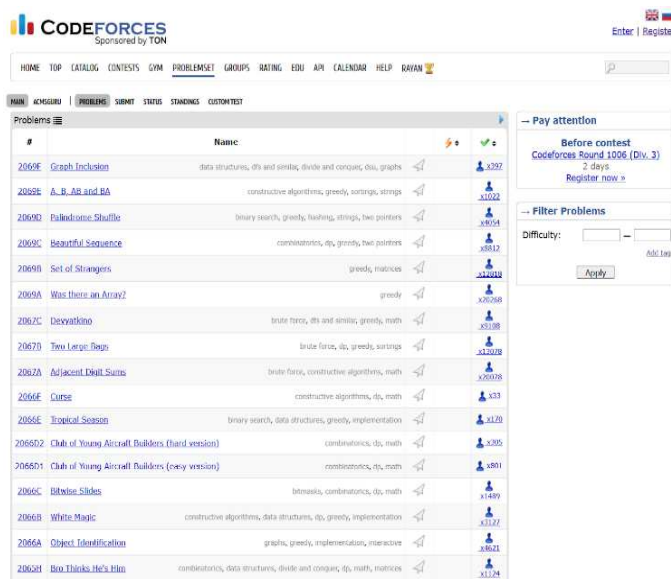 CODEFORCES
Sponsored by TON
Enter | Registe
HOME TOP CATALOG CONTESTS GYM PROBLEMSET GROUPS RATING EDU API CALENDAR HELP RAYAN
MAIN ACMSGURU | PROBLEMS SUBMIT STATUS STANDINGS CUSTOM TEST
Problems
# Name
2069F Graph Inclusion data structures, dfs and similar, divide and conquer, dsu, graphs x397
2069E A, B, AB and BA constructive algorithms, greedy, sortings, strings x1022
2069D Palindrome Shuffle binary search, greedy, hashing, strings, two pointers x4054
2069C Beautiful Sequence combinatorics, dp, greedy, two pointers x8812
2069B Set of Strangers greedy, matrices x12818
2069A Was there an Array? greedy x20268
2067C Devyatkino brute force, dfs and similar, greedy, math x9108
2067B Two Large Bags brute force, dp, greedy, sortings x13078
2067A Adjacent Digit Sums brute force, constructive algorithms, math x20078
2066F Curse constructive algorithms, dp, math x33
2066E Tropical Season binary search, data structures, greedy, implementation x170
2066D2 Club of Young Aircraft Builders (hard version) combinatorics, dp, math x305
2066D1 Club of Young Aircraft Builders (easy version) combinatorics, dp, math x801
2066C Bitwise Slides bitmasks, combinatorics, dp, math x1489
2066B White Magic constructive algorithms, data structures, dp, greedy, implementation x3127
2066A Object Identification graphs, greedy, implementation, interactive x4621
2065H Bro Thinks He's Him combinatorics, data structures, divide and conquer, dp, math, matrices x1124
→ Pay attention
Before contest
Codeforces Round 1006 (Div. 3)
2 days
Register now »
→ Filter Problems
Difficulty: —
Add tag
Apply